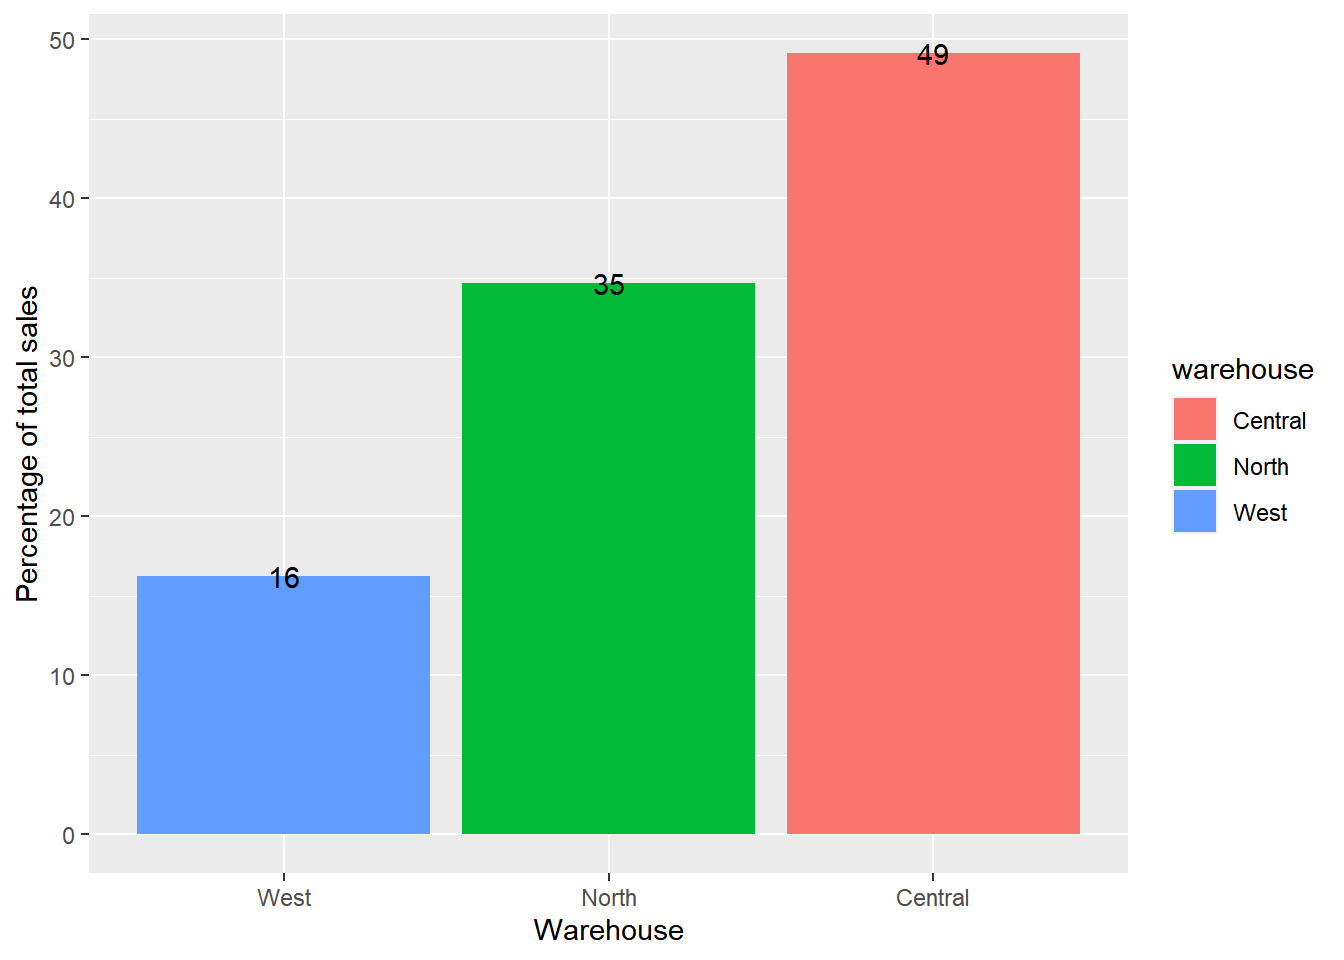 50
40
30
20
10
0
Percentage of total sales
16
35
49
West
North
Central
Warehouse
warehouse
Central
North
West